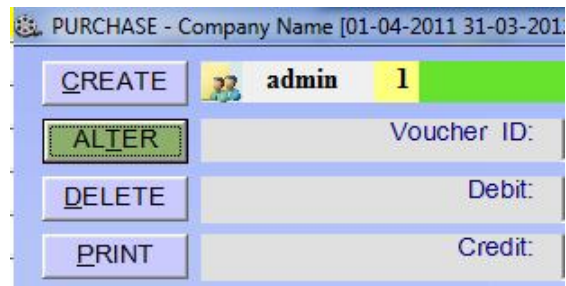 PURCHASE - Company Name [01-04-2011 31-03-201
CREATE admin 1
ALTER Voucher ID:
DELETE Debit:
PRINT Credit: